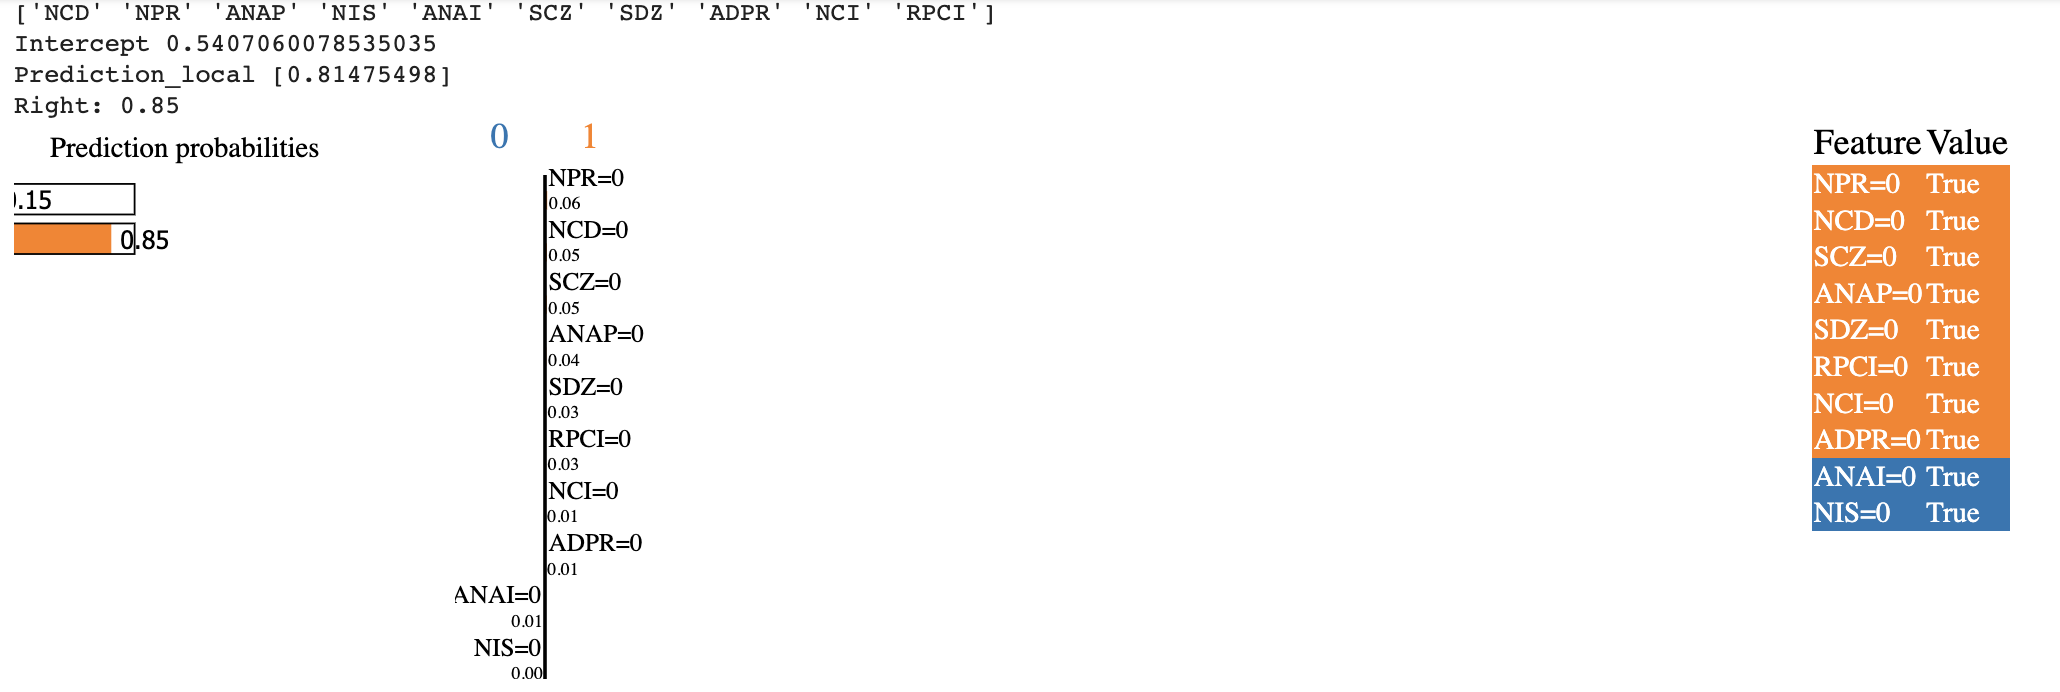 ['NCD' 'NPR' 'ANAP' 'NIS' 'ANAI' 'SCZ' 'SDZ' 'ADPR' 'NCI' 'RPCI']
Intercept 0.5407060078535035
Prediction_local [0.81475498]
Right: 0.85
Prediction probabilities
.15
0.85
0 1
NPR=0
0.06
NCD=0
0.05
SCZ=0
0.05
ANAP=0
0.04
SDZ=0
0.03
RPCI=0
0.03
NCI=0
0.01
ADPR=0
0.01
ANAI=0
0.01
NIS=0
0.00
Feature Value
NPR=0 True
NCD=0 True
SCZ=0 True
ANAP=0 True
SDZ=0 True
RPCI=0 True
NCI=0 True
ADPR=0 True
ANAI=0 True
NIS=0 True